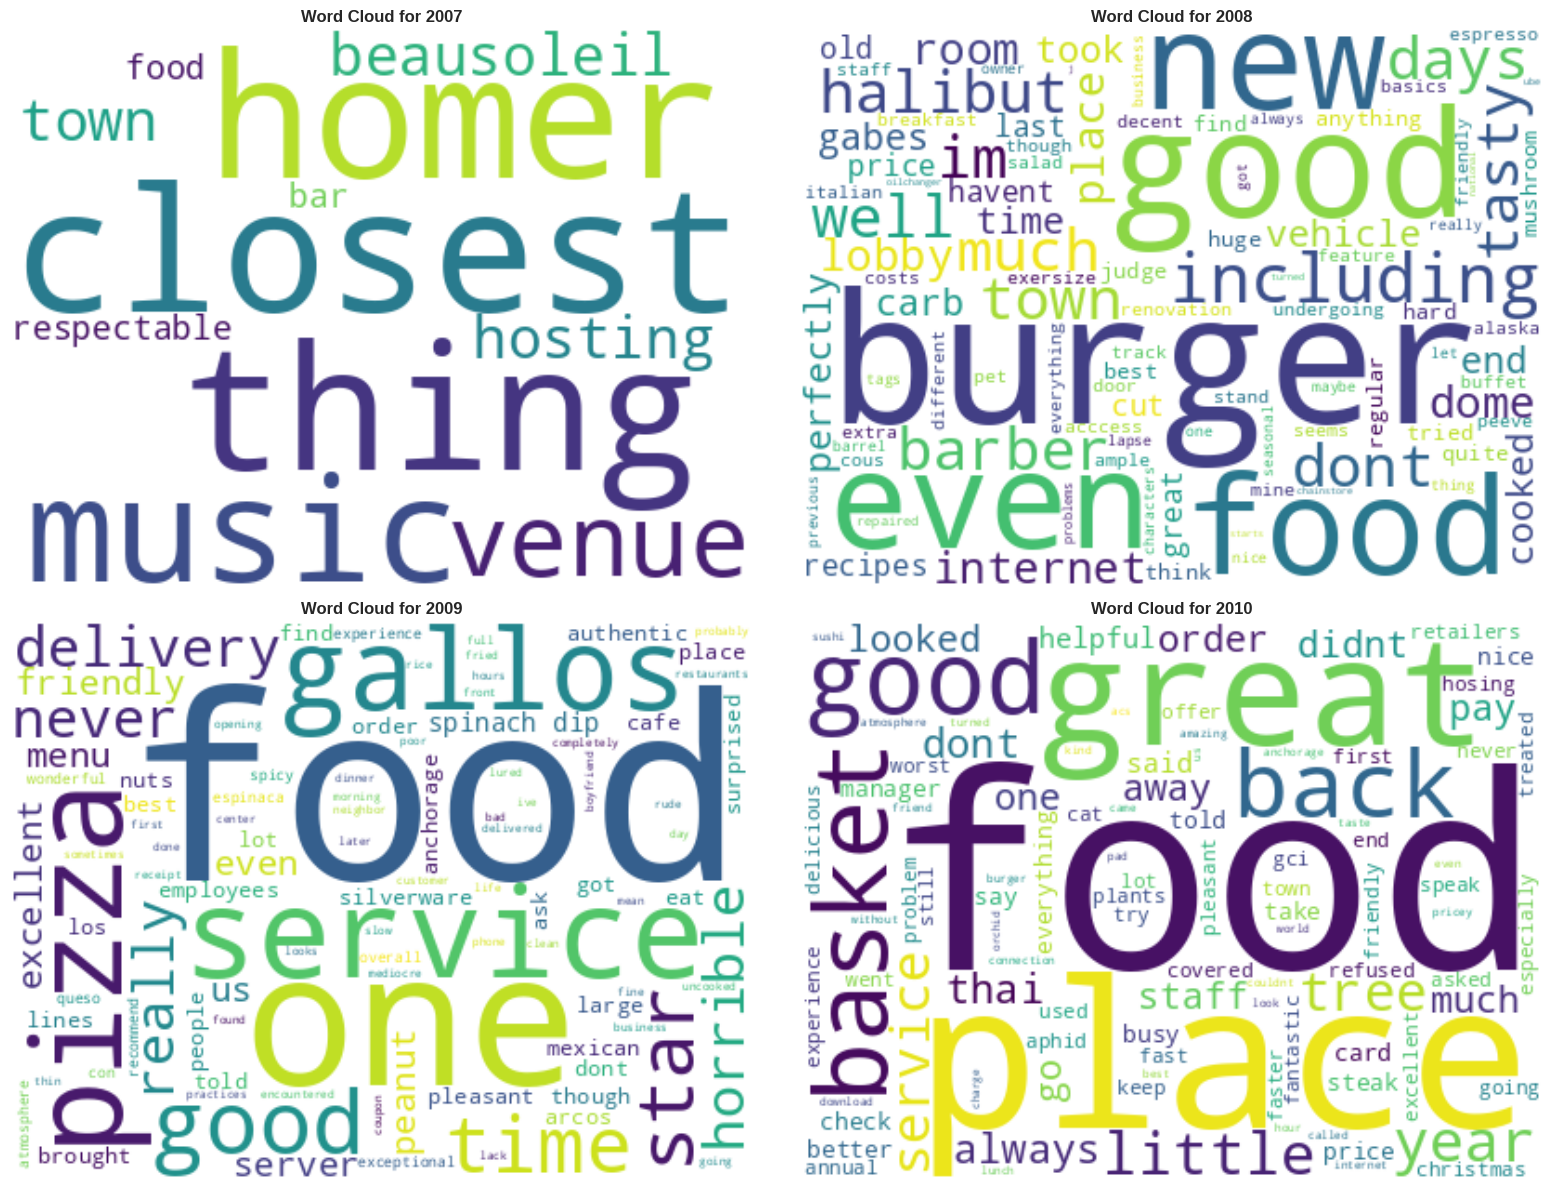 Word Cloud for 2007
food
beausoleil
homer
town
closest
bar
respectable
hosting
thing
music
venue
Word Cloud for 2008
old
room
took
new
days
espresso
staff
owner
business
basics
ube
halibut
place
good
tasty
breakfast
last
decent
find
always
anything
gabes
im
though
friendly
mushroom
price
salad
got
national
italian
oilchanger
havent
well
time
huge
vehicle
really
lobby
much
feature
costs
exersize
judge
including
turned
perfectly
carb
town
renovation
undergoing
hard
alaska
burger
everything
track
let
end
tags
different
pet
best
door
maybe
regular
buffet
cut
stand
dome
extra
acccess
one
seasonal
seems
tried
peeve
barrel
barber
lapse
dont
quite
cooked
cous
ample
great
thing
previous
even
problems
characters
mine
chainstore
food
repaired
starts
nice
recipes
internet
think
Word Cloud for 2009
delivery
find
experience
gallos
full
authentic
probably
price
fried
place
friendly
hours
restaurants
never
front
opening
order
spinach dip
cafe
surprised
menu
poor
completely
food
wonderful
nuts
spicy
dinner
anchorage
lured
boyfriend
best
espinaca
morning
neighbor
ive
rude
excellent
pizza
first
center
bad
delivered
day
sometimes
done
lot
later
even
receipt
customer
life
employees
silverware
got
mean
eat
los
really
service
ask
horrible
slow
phone
clean
looks
overall
mediocre
uncooked
queso
us
one
fine
large
star
lines
recommend
people
found
business
peanut
mexican
thin
con
told
dont
atmosphere
practices
encountered
coupon
pleasant
though
good
time
arcos
brought
server
exceptional
lack
going
Word Cloud for 2010
sushi
looked
good
helpful
order
didnt
retailers
great
nice
hosing
atmosphere
turned
acs
offer
pay
dont
kind
amazing
us
anchorage
first
never
treated
basket
worst
said
back
manager
one
away
delicious
friend
food
cat
came
told
taste
end
problem
still
everything
pad
gci
even
burger
lot
plants
town
speak
say
try
pleasant
take
friendly
pricey
without
orchid
world
especially
experience
service
connection
went
covered
refused
asked
thai
couldnt
staff
look
tree
much
used
place
aphid
go
busy
fantastic
excellent
fast
card
best
charge
keep
faster
steak
going
download
check
hour
better
always
little
called
price
year
annual
lunch
internet
christmas